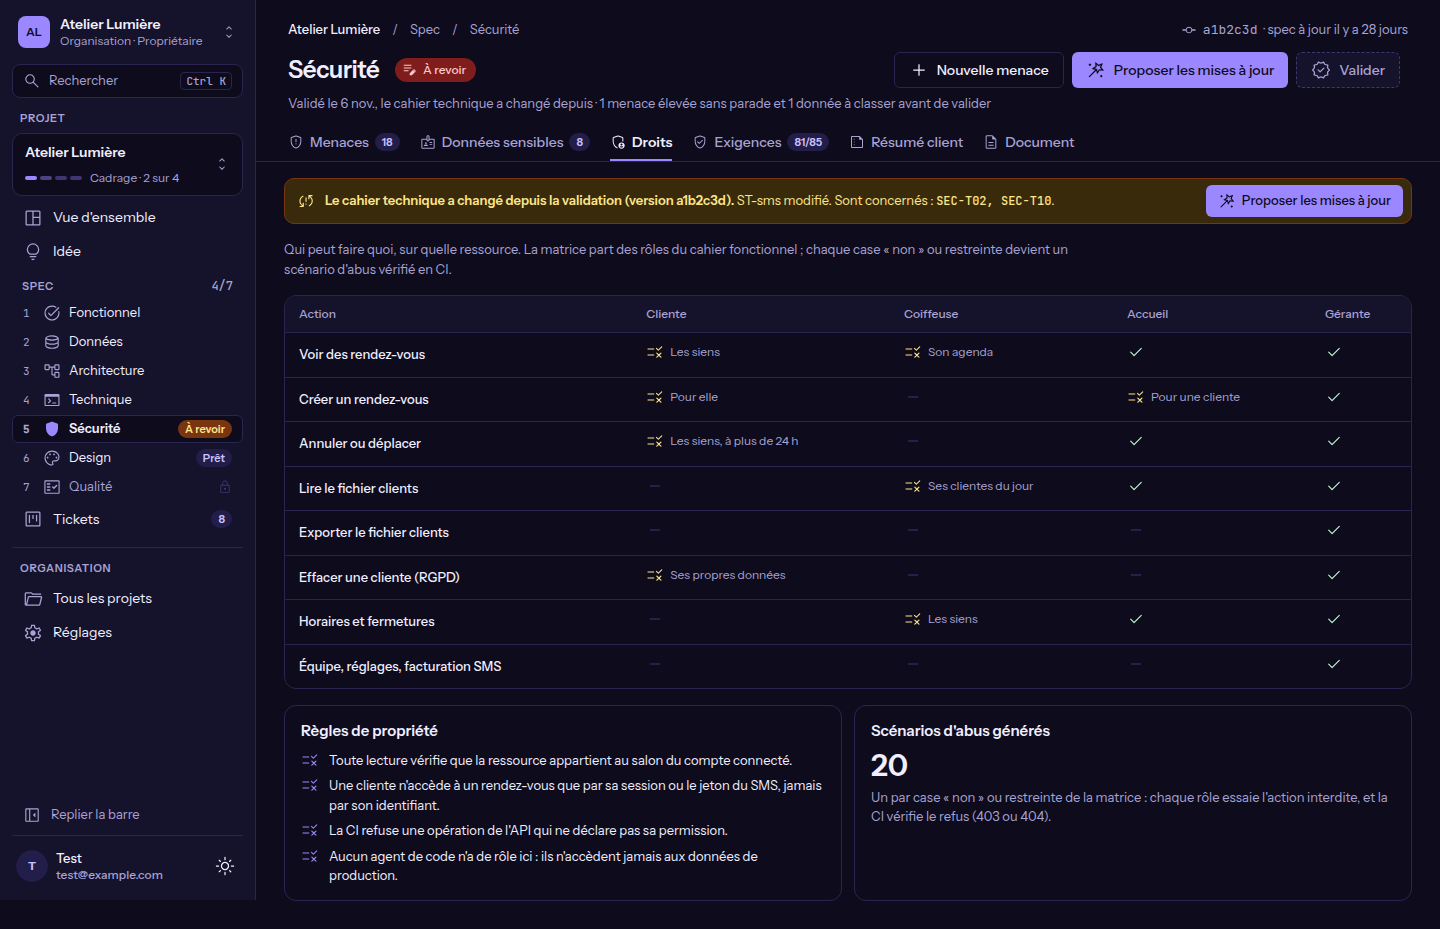 AL
Atelier Lumière
Organisation · Propriétaire
Rechercher
Ctrl K
PROJET
Atelier Lumière
Cadrage · 2 sur 4
Vue d'ensemble
Idée
SPEC 4/7
1 Fonctionnel
2 Données
3 Architecture
4 Technique
5 Sécurité À revoir
6 Design Prêt
7 Qualité
Tickets 8
ORGANISATION
Tous les projets
Réglages
Replier la barre
T
Test
test@example.com
Atelier Lumière / Spec / Sécurité
a1b2c3d · spec à jour il y a 28 jours
Sécurité À revoir
Nouvelle menace
Proposer les mises à jour
Valider
Validé le 6 nov., le cahier technique a changé depuis · 1 menace élevée sans parade et 1 donnée à classer avant de valider
Menaces 18 Données sensibles 8 Droits Exigences 81/85 Résumé client Document
Le cahier technique a changé depuis la validation (version a1b2c3d). ST-sms modifié. Sont concernés : SEC-T02, SEC-T10.
Proposer les mises à jour
Qui peut faire quoi, sur quelle ressource. La matrice part des rôles du cahier fonctionnel ; chaque case « non » ou restreinte devient un
scénario d'abus vérifié en CI.
Action Cliente Coiffeuse Accueil Gérante
Voir des rendez-vous Les siens Son agenda
Créer un rendez-vous Pour elle — Pour une cliente
Annuler ou déplacer Les siens, à plus de 24 h —
Lire le fichier clients — Ses clientes du jour
Exporter le fichier clients — — —
Effacer une cliente (RGPD) Ses propres données — —
Horaires et fermetures — Les siens
Équipe, réglages, facturation SMS — — —
Règles de propriété
Toute lecture vérifie que la ressource appartient au salon du compte connecté.
Une cliente n'accède à un rendez-vous que par sa session ou le jeton du SMS, jamais
par son identifiant.
La CI refuse une opération de l'API qui ne déclare pas sa permission.
Aucun agent de code n'a de rôle ici : ils n'accèdent jamais aux données de
production.
Scénarios d'abus générés
20
Un par case « non » ou restreinte de la matrice : chaque rôle essaie l'action interdite, et la
CI vérifie le refus (403 ou 404).